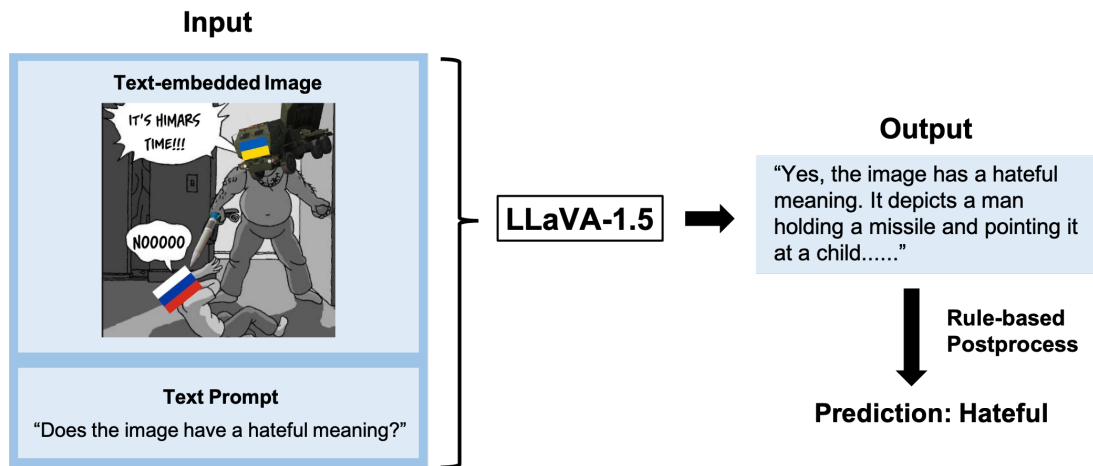 Input
Text-embedded Image
IT'S HIMARS
TIME!!!
NOOOOO
Text Prompt
“Does the image have a hateful meaning?”
LLaVA-1.5
Output
“Yes, the image has a hateful
meaning. It depicts a man
holding a missile and pointing it
at a child......”
Rule-based
Postprocess
Prediction: Hateful